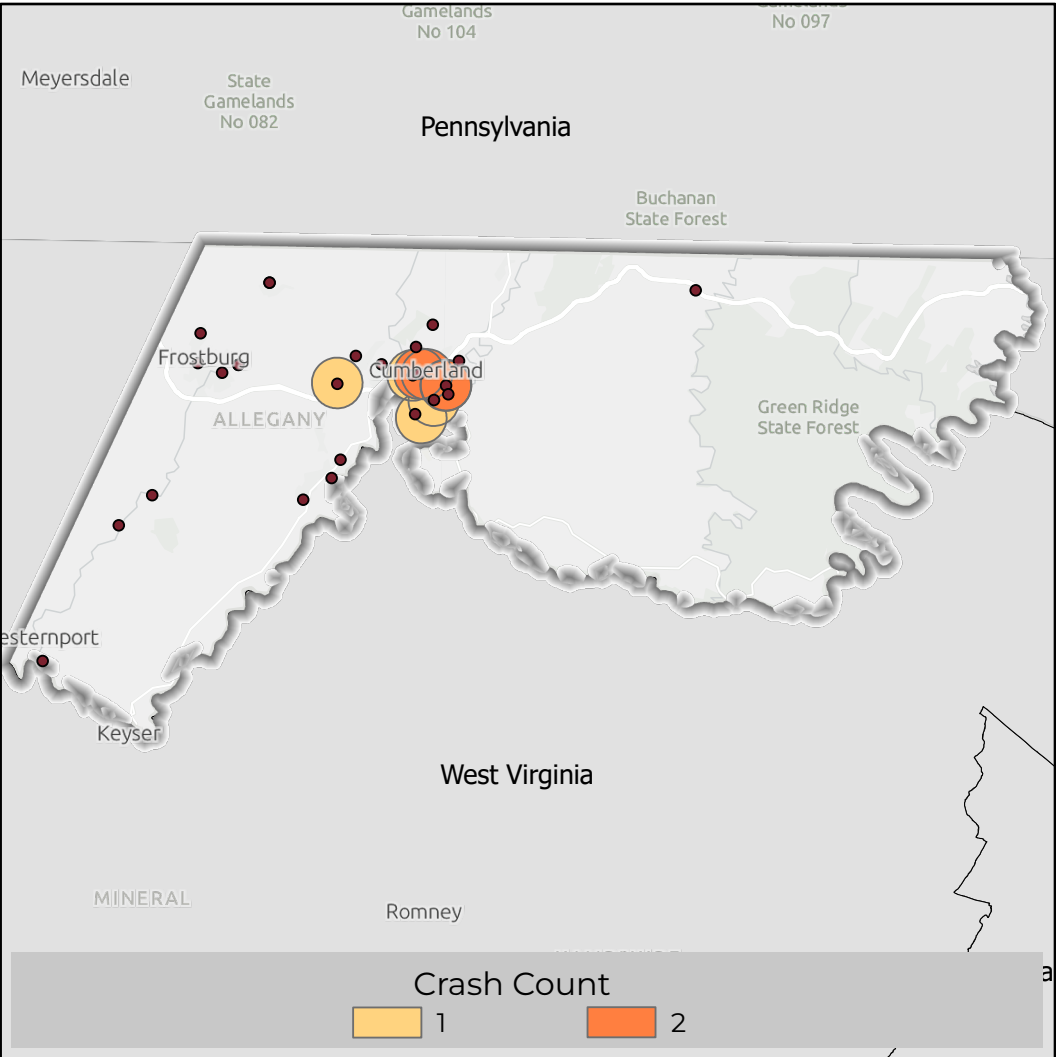 Gamelands
No 104
No 097
Meyersdale
State
Gamelands
No 082
Pennsylvania
Buchanan
State Forest
Frostburg
Cumberland
ALLEGANY
Green Ridge
State Forest
esternport
Keyser
West Virginia
MINERAL
Romney
a
Crash Count
1
2